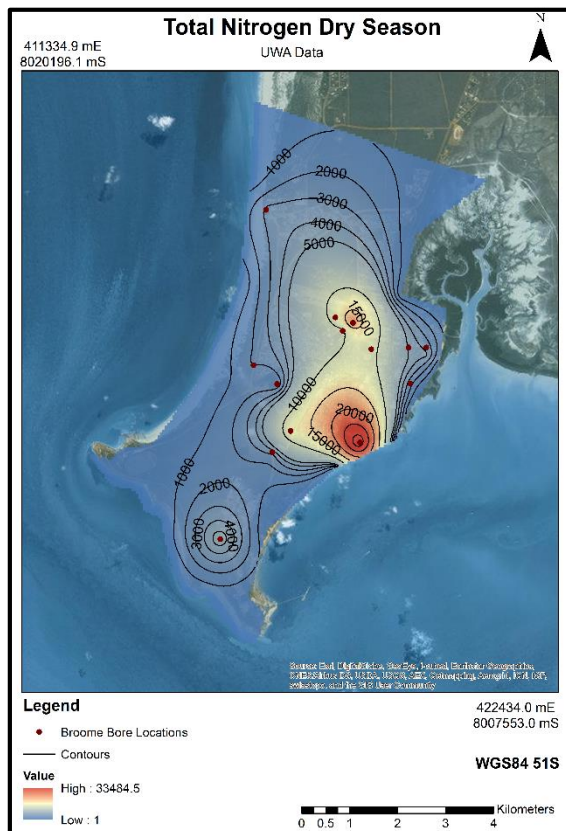 Total Nitrogen Dry Season
UWA Data
N
411334.9 mE
8020196.1 mS
1000
2000
3000
4000
5000
15000
10000
20000
15000
1000
2000
3000
4000
Legend
Broome Bore Locations
Contours
Value
High : 33484.5
Low : 1
422434.0 mE
8007553.0 mS
WGS84 51S
Kilometers
0 0.5 1 2 3 4